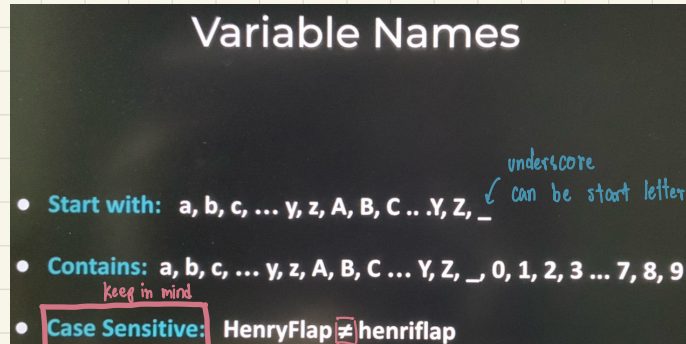 Variable Names
underscore
can be start letter
• Start with: a, b, c, ... y, z, A, B, C .. .Y, Z, _
• Contains: a, b, c, ... y, z, A, B, C ... Y, Z, _, 0, 1, 2, 3 ... 7, 8, 9
keep in mind
• Case Sensitive: HenryFlap ≠ henriflap